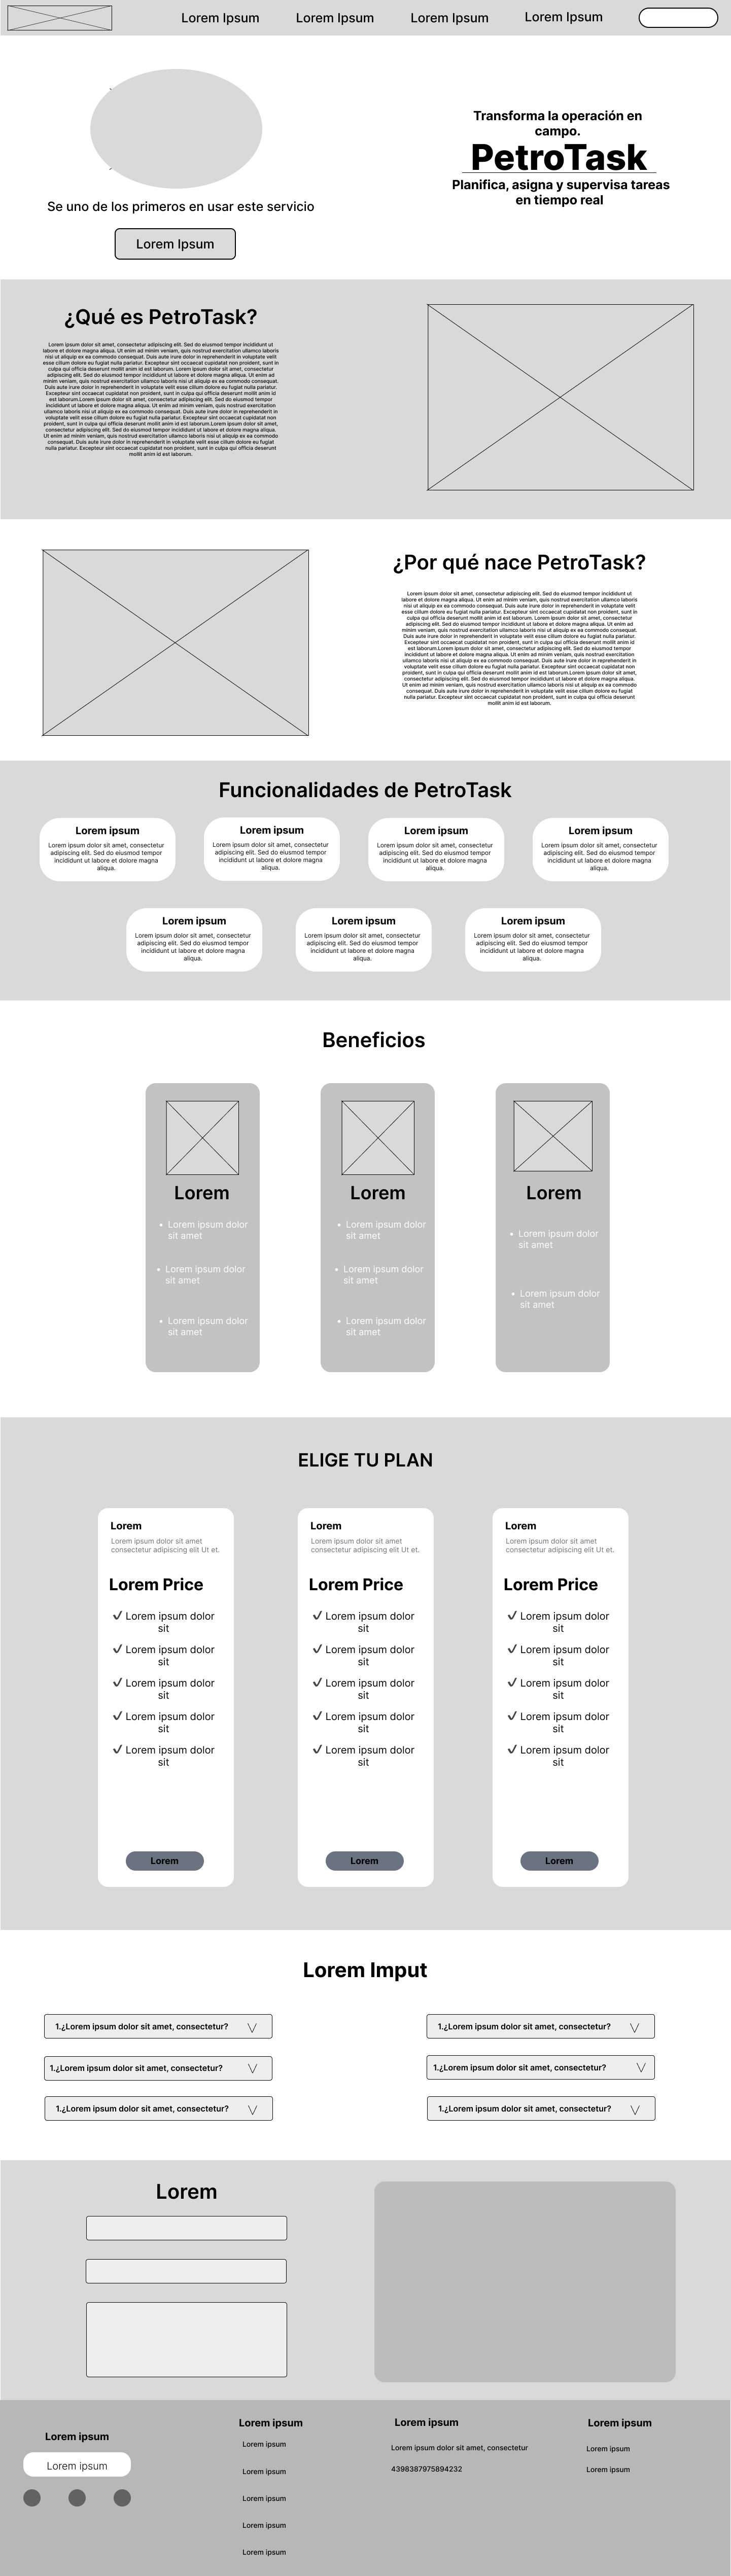 Lorem Ipsum
Lorem Ipsum
Lorem Ipsum
Lorem Ipsum
Se uno de los primeros en usar este servicio
Lorem Ipsum
Transforma la operación en
campo.
PetroTask
Planifica, asigna y supervisa tareas
en tiempo real
¿Qué es PetroTask?
Lorem ipsum dolor sit amet, consectetur adipiscing elit. Sed do eiusmod tempor incididunt ut
labore et dolore magna aliqua. Ut enim ad minim veniam, quis nostrud exercitation ullamco laboris
nisi ut aliquip ex ea commodo consequat. Duis aute irure dolor in reprehenderit in voluptate velit
esse cillum dolore eu fugiat nulla pariatur. Excepteur sint occaecat cupidatat non proident, sunt in
culpa qui officia deserunt mollit anim id est laborum. Lorem ipsum dolor sit amet, consectetur
adipiscing elit. Sed do eiusmod tempor incididunt ut labore et dolore magna aliqua. Ut enim ad
minim veniam, quis nostrud exercitation ullamco laboris nisi ut aliquip ex ea commodo consequat.
Duis aute irure dolor in reprehenderit in voluptate velit esse cillum dolore eu fugiat nulla pariatur.
Excepteur sint occaecat cupidatat non proident, sunt in culpa qui officia deserunt mollit anim id
est laborum.Lorem ipsum dolor sit amet, consectetur adipiscing elit. Sed do eiusmod tempor
incididunt ut labore et dolore magna aliqua. Ut enim ad minim veniam, quis nostrud exercitation
ullamco laboris nisi ut aliquip ex ea commodo consequat. Duis aute irure dolor in reprehenderit in
voluptate velit esse cillum dolore eu fugiat nulla pariatur. Excepteur sint occaecat cupidatat non
proident, sunt in culpa qui officia deserunt mollit anim id est laborum.Lorem ipsum dolor sit amet,
consectetur adipiscing elit. Sed do eiusmod tempor incididunt ut labore et dolore magna aliqua.
Ut enim ad minim veniam, quis nostrud exercitation ullamco laboris nisi ut aliquip ex ea commodo
consequat. Duis aute irure dolor in reprehenderit in voluptate velit esse cillum dolore eu fugiat
nulla pariatur. Excepteur sint occaecat cupidatat non proident, sunt in culpa qui officia deserunt
mollit anim id est laborum.
¿Por qué nace PetroTask?
Lorem ipsum dolor sit amet, consectetur adipiscing elit. Sed do eiusmod tempor incididunt ut
labore et dolore magna aliqua. Ut enim ad minim veniam, quis nostrud exercitation ullamco laboris
nisi ut aliquip ex ea commodo consequat. Duis aute irure dolor in reprehenderit in voluptate velit
esse cillum dolore eu fugiat nulla pariatur. Excepteur sint occaecat cupidatat non proident, sunt in
culpa qui officia deserunt mollit anim id est laborum. Lorem ipsum dolor sit amet, consectetur
adipiscing elit. Sed do eiusmod tempor incididunt ut labore et dolore magna aliqua. Ut enim ad
minim veniam, quis nostrud exercitation ullamco laboris nisi ut aliquip ex ea commodo consequat.
Duis aute irure dolor in reprehenderit in voluptate velit esse cillum dolore eu fugiat nulla pariatur.
Excepteur sint occaecat cupidatat non proident, sunt in culpa qui officia deserunt mollit anim id
est laborum.Lorem ipsum dolor sit amet, consectetur adipiscing elit. Sed do eiusmod tempor
incididunt ut labore et dolore magna aliqua. Ut enim ad minim veniam, quis nostrud exercitation
ullamco laboris nisi ut aliquip ex ea commodo consequat. Duis aute irure dolor in reprehenderit in
voluptate velit esse cillum dolore eu fugiat nulla pariatur. Excepteur sint occaecat cupidatat non
proident, sunt in culpa qui officia deserunt mollit anim id est laborum.Lorem ipsum dolor sit amet,
consectetur adipiscing elit. Sed do eiusmod tempor incididunt ut labore et dolore magna aliqua.
Ut enim ad minim veniam, quis nostrud exercitation ullamco laboris nisi ut aliquip ex ea commodo
consequat. Duis aute irure dolor in reprehenderit in voluptate velit esse cillum dolore eu fugiat
nulla pariatur. Excepteur sint occaecat cupidatat non proident, sunt in culpa qui officia deserunt
mollit anim id est laborum.
Funcionalidades de PetroTask
Lorem ipsum
Lorem ipsum dolor sit amet, consectetur
adipiscing elit. Sed do eiusmod tempor
incididunt ut labore et dolore magna
aliqua.
Lorem ipsum
Lorem ipsum dolor sit amet, consectetur
adipiscing elit. Sed do eiusmod tempor
incididunt ut labore et dolore magna
aliqua.
Lorem ipsum
Lorem ipsum dolor sit amet, consectetur
adipiscing elit. Sed do eiusmod tempor
incididunt ut labore et dolore magna
aliqua.
Lorem ipsum
Lorem ipsum dolor sit amet, consectetur
adipiscing elit. Sed do eiusmod tempor
incididunt ut labore et dolore magna
aliqua.
Lorem ipsum
Lorem ipsum dolor sit amet, consectetur
adipiscing elit. Sed do eiusmod tempor
incididunt ut labore et dolore magna
aliqua.
Lorem ipsum
Lorem ipsum dolor sit amet, consectetur
adipiscing elit. Sed do eiusmod tempor
incididunt ut labore et dolore magna
aliqua.
Lorem ipsum
Lorem ipsum dolor sit amet, consectetur
adipiscing elit. Sed do eiusmod tempor
incididunt ut labore et dolore magna
aliqua.
Beneficios
Lorem
• Lorem ipsum dolor
sit amet
• Lorem ipsum dolor
sit amet
• Lorem ipsum dolor
sit amet
Lorem
• Lorem ipsum dolor
sit amet
• Lorem ipsum dolor
sit amet
• Lorem ipsum dolor
sit amet
Lorem
• Lorem ipsum dolor
sit amet
• Lorem ipsum dolor
sit amet
ELIGE TU PLAN
Lorem
Lorem ipsum dolor sit amet
consectetur adipiscing elit Ut et.
Lorem Price
✓ Lorem ipsum dolor
sit
✓ Lorem ipsum dolor
sit
✓ Lorem ipsum dolor
sit
✓ Lorem ipsum dolor
sit
✓ Lorem ipsum dolor
sit
Lorem
Lorem
Lorem ipsum dolor sit amet
consectetur adipiscing elit Ut et.
Lorem Price
✓ Lorem ipsum dolor
sit
✓ Lorem ipsum dolor
sit
✓ Lorem ipsum dolor
sit
✓ Lorem ipsum dolor
sit
✓ Lorem ipsum dolor
sit
Lorem
Lorem
Lorem ipsum dolor sit amet
consectetur adipiscing elit Ut et.
Lorem Price
✓ Lorem ipsum dolor
sit
✓ Lorem ipsum dolor
sit
✓ Lorem ipsum dolor
sit
✓ Lorem ipsum dolor
sit
✓ Lorem ipsum dolor
sit
Lorem
Lorem Imput
1.¿Lorem ipsum dolor sit amet, consectetur?
1.¿Lorem ipsum dolor sit amet, consectetur?
1.¿Lorem ipsum dolor sit amet, consectetur?
1.¿Lorem ipsum dolor sit amet, consectetur?
1.¿Lorem ipsum dolor sit amet, consectetur?
1.¿Lorem ipsum dolor sit amet, consectetur?
Lorem
Lorem ipsum
Lorem ipsum
Lorem ipsum
Lorem ipsum
Lorem ipsum
Lorem ipsum
Lorem ipsum
Lorem ipsum
Lorem ipsum
Lorem ipsum dolor sit amet, consectetur
4398387975894232
Lorem ipsum
Lorem ipsum
Lorem ipsum